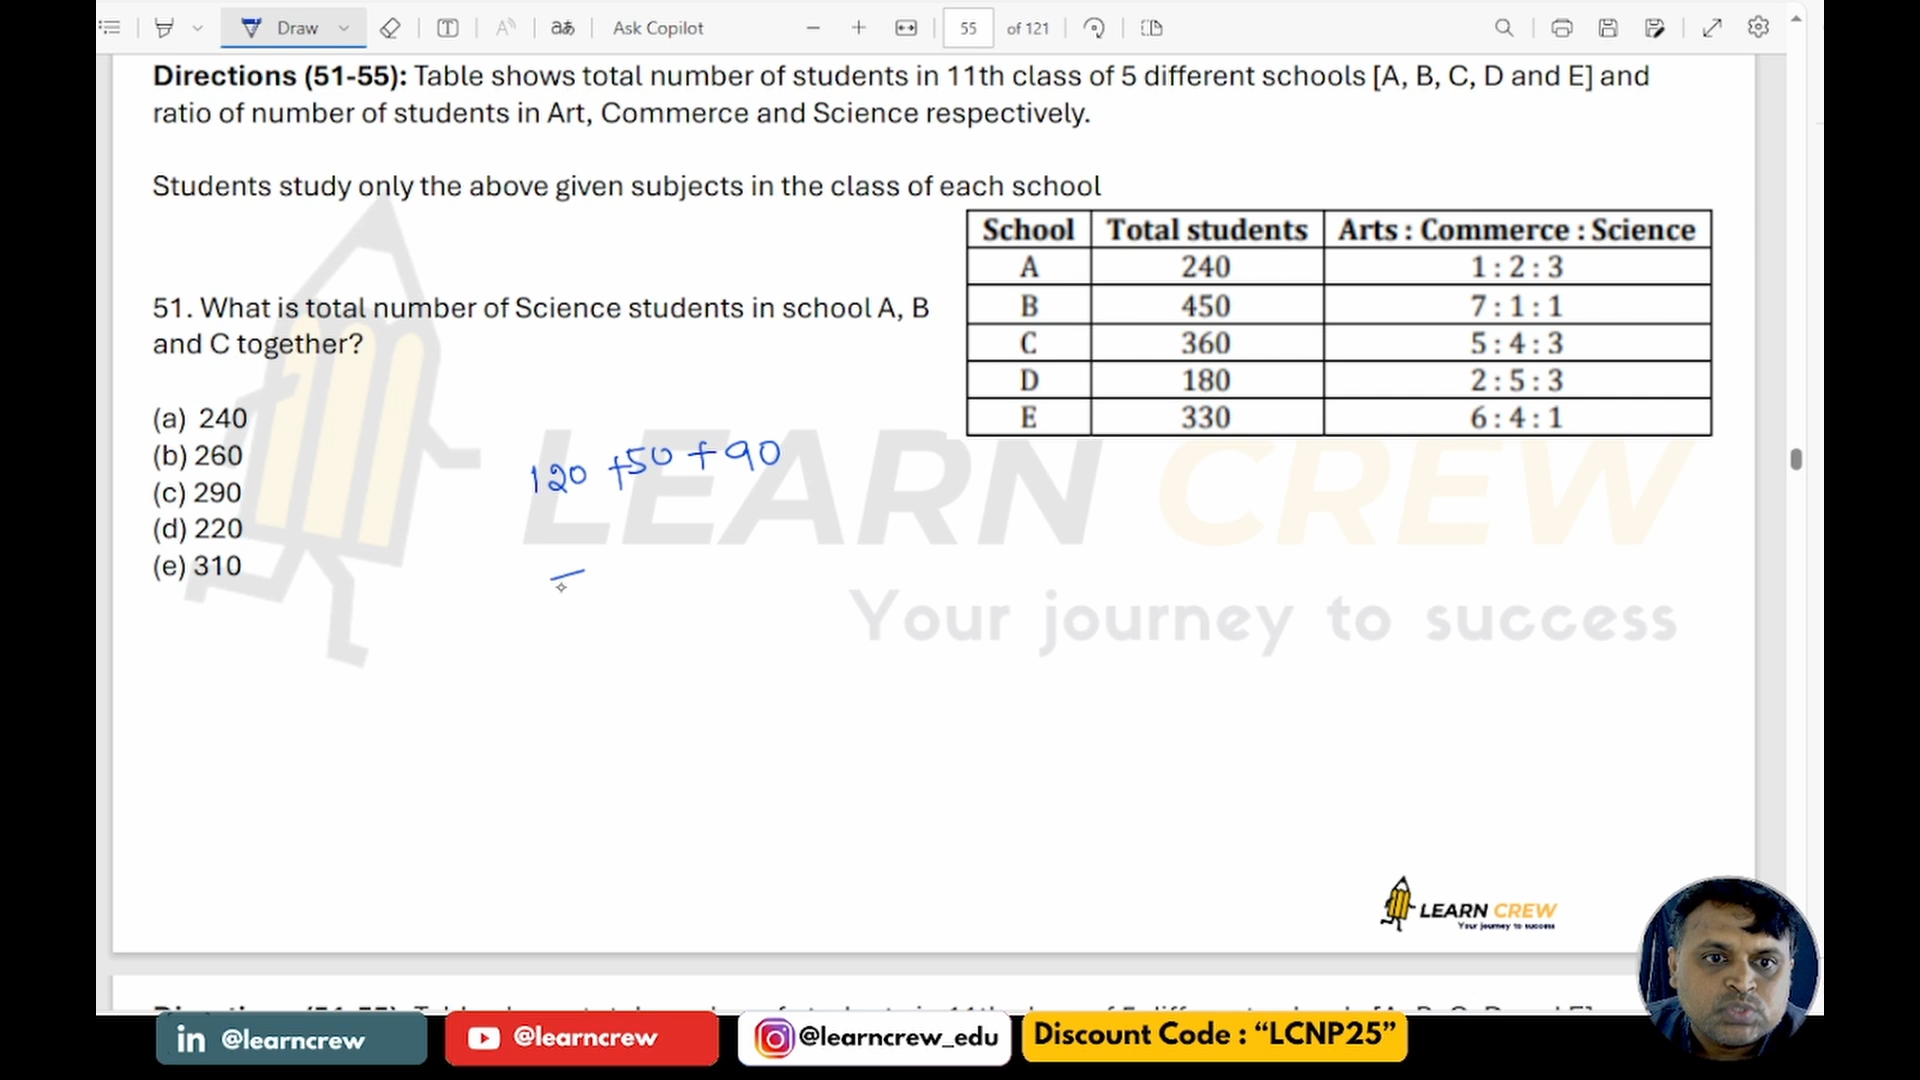 Draw
Ask Copilot
55 of 121
Directions (51-55): Table shows total number of students in 11th class of 5 different schools [A, B, C, D and E] and
ratio of number of students in Art, Commerce and Science respectively.
Students study only the above given subjects in the class of each school
School Total students Arts : Commerce : Science
A 240 1 : 2 : 3
B 450 7 : 1 : 1
C 360 5 : 4 : 3
D 180 2 : 5 : 3
E 330 6 : 4 : 1
51. What is total number of Science students in school A, B
and C together?
(a) 240
(b) 260
(c) 290
(d) 220
(e) 310
120 +50 + 90
LEARN CREW
Your journey to success
LEARN CREW
Your journey to success
in @learncrew
@learncrew
@learncrew_edu
Discount Code : “LCNP25”